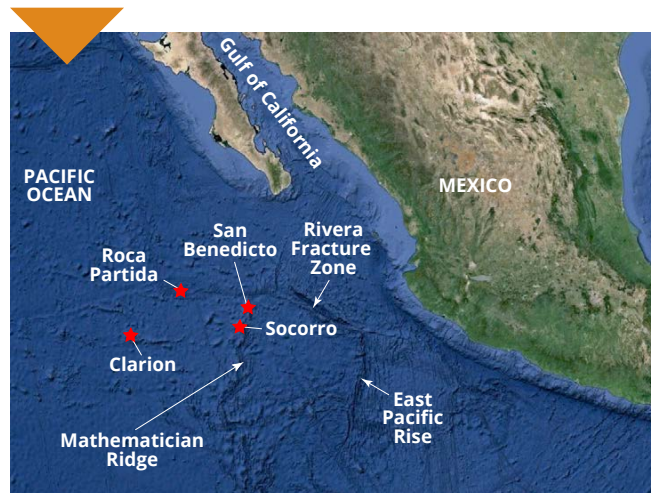 Gulf of California
PACIFIC
OCEAN
MEXICO
San
Benedicto
Rivera
Fracture
Zone
Roca
Partida
Socorro
Clarion
East
Pacific
Rise
Mathematician
Ridge